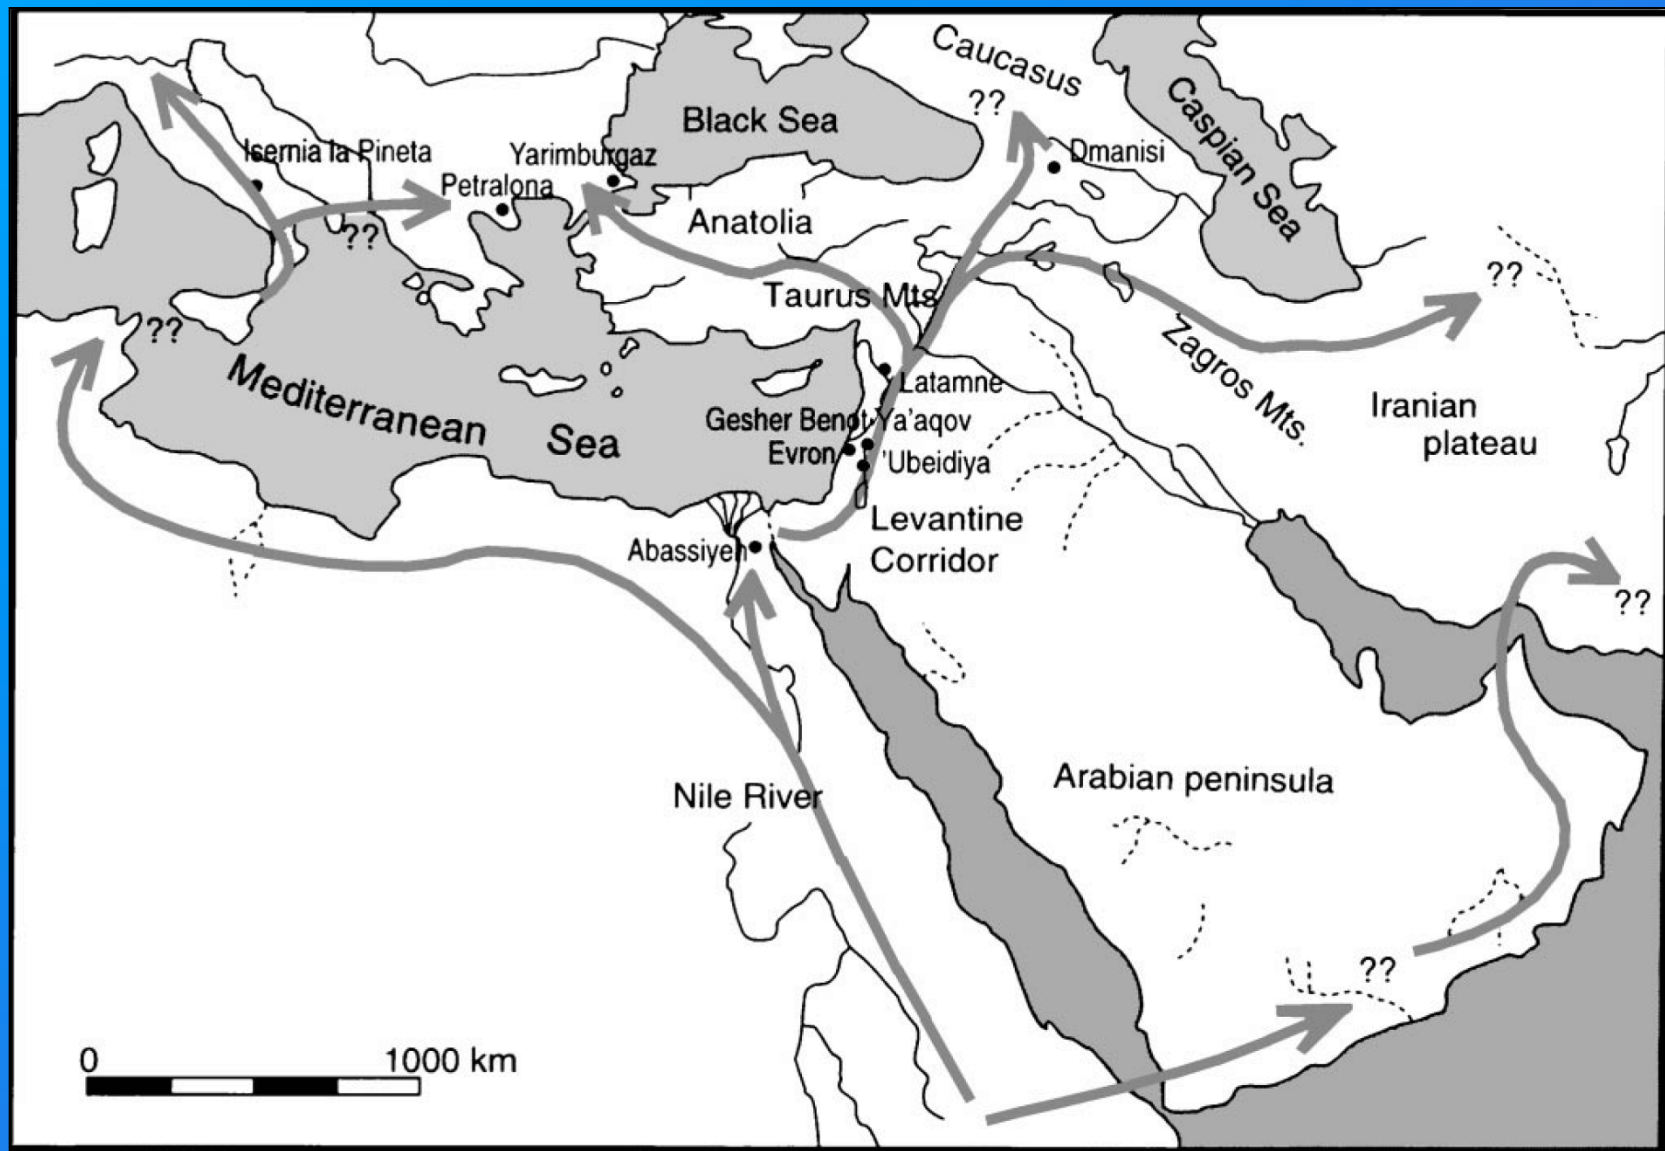 Caucasus
??
Caspian Sea
Black Sea
Dmanisi
Isernia la Pineta
Yarimburgaz
Petralona
Anatolia
??
??
Taurus Mts.
??
Zagros Mts.
Mediterranean Sea
Latamne
Iranian
plateau
Gesher Benot Ya'aqov
Evron
'Ubeidiya
Levantine
Corridor
Abassiyeh
??
Arabian peninsula
Nile River
??
0 1000 km